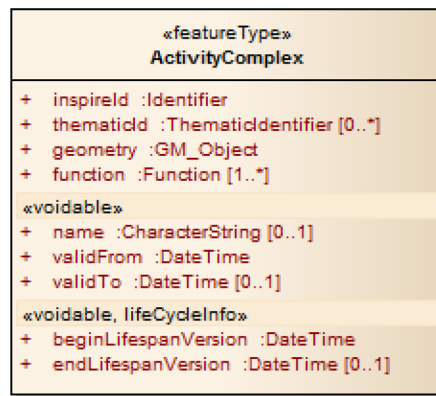 «featureType»
ActivityComplex
+ inspireId :Identifier
+ thematicId :ThematicIdentifier [0..*]
+ geometry :GM_Object
+ function :Function [1..*]
«voidable»
+ name :CharacterString [0..1]
+ validFrom :DateTime
+ validTo :DateTime [0..1]
«voidable, lifeCycleInfo»
+ beginLifespanVersion :DateTime
+ endLifespanVersion :DateTime [0..1]